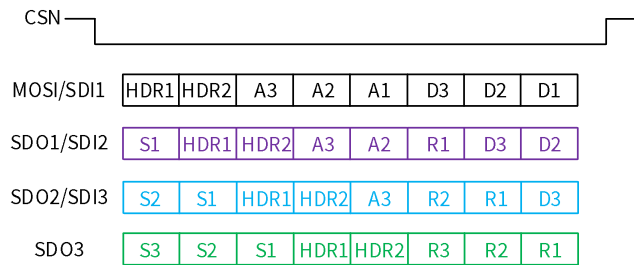 CSN
MOSI/SDI1 HDR1 HDR2 A3 A2 A1 D3 D2 D1
SDO1/SDI2 S1 HDR1 HDR2 A3 A2 R1 D3 D2
SDO2/SDI3 S2 S1 HDR1 HDR2 A3 R2 R1 D3
SDO3 S3 S2 S1 HDR1 HDR2 R3 R2 R1